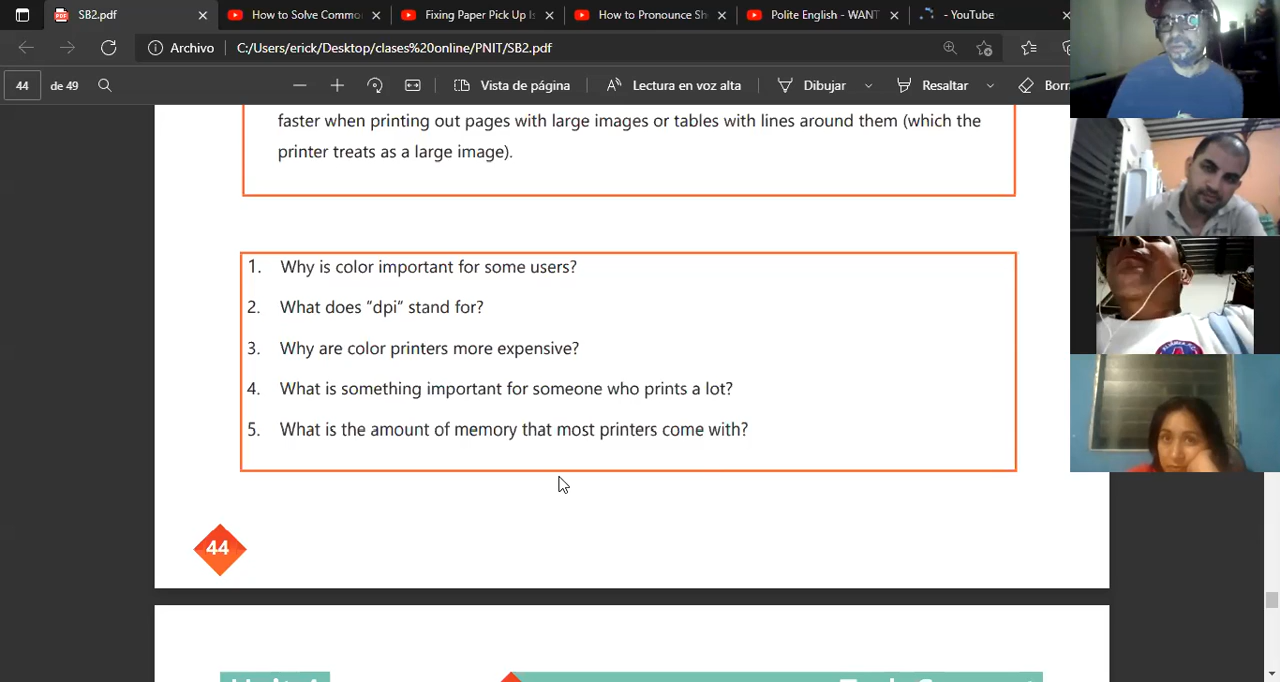 SB2.pdf
How to Solve Commo
Fixing Paper Pick Up Is
How to Pronounce Sh
Polite English - WANT
- YouTube
Archivo
C:/Users/erick/Desktop/clases%20online/PNIT/SB2.pdf
44
de 49
Vista de página
Lectura en voz alta
Dibujar
Resaltar
Borr
faster when printing out pages with large images or tables with lines around them (which the
printer treats as a large image).
1. Why is color important for some users?
2. What does "dpi" stand for?
3. Why are color printers more expensive?
4. What is something important for someone who prints a lot?
5. What is the amount of memory that most printers come with?
44